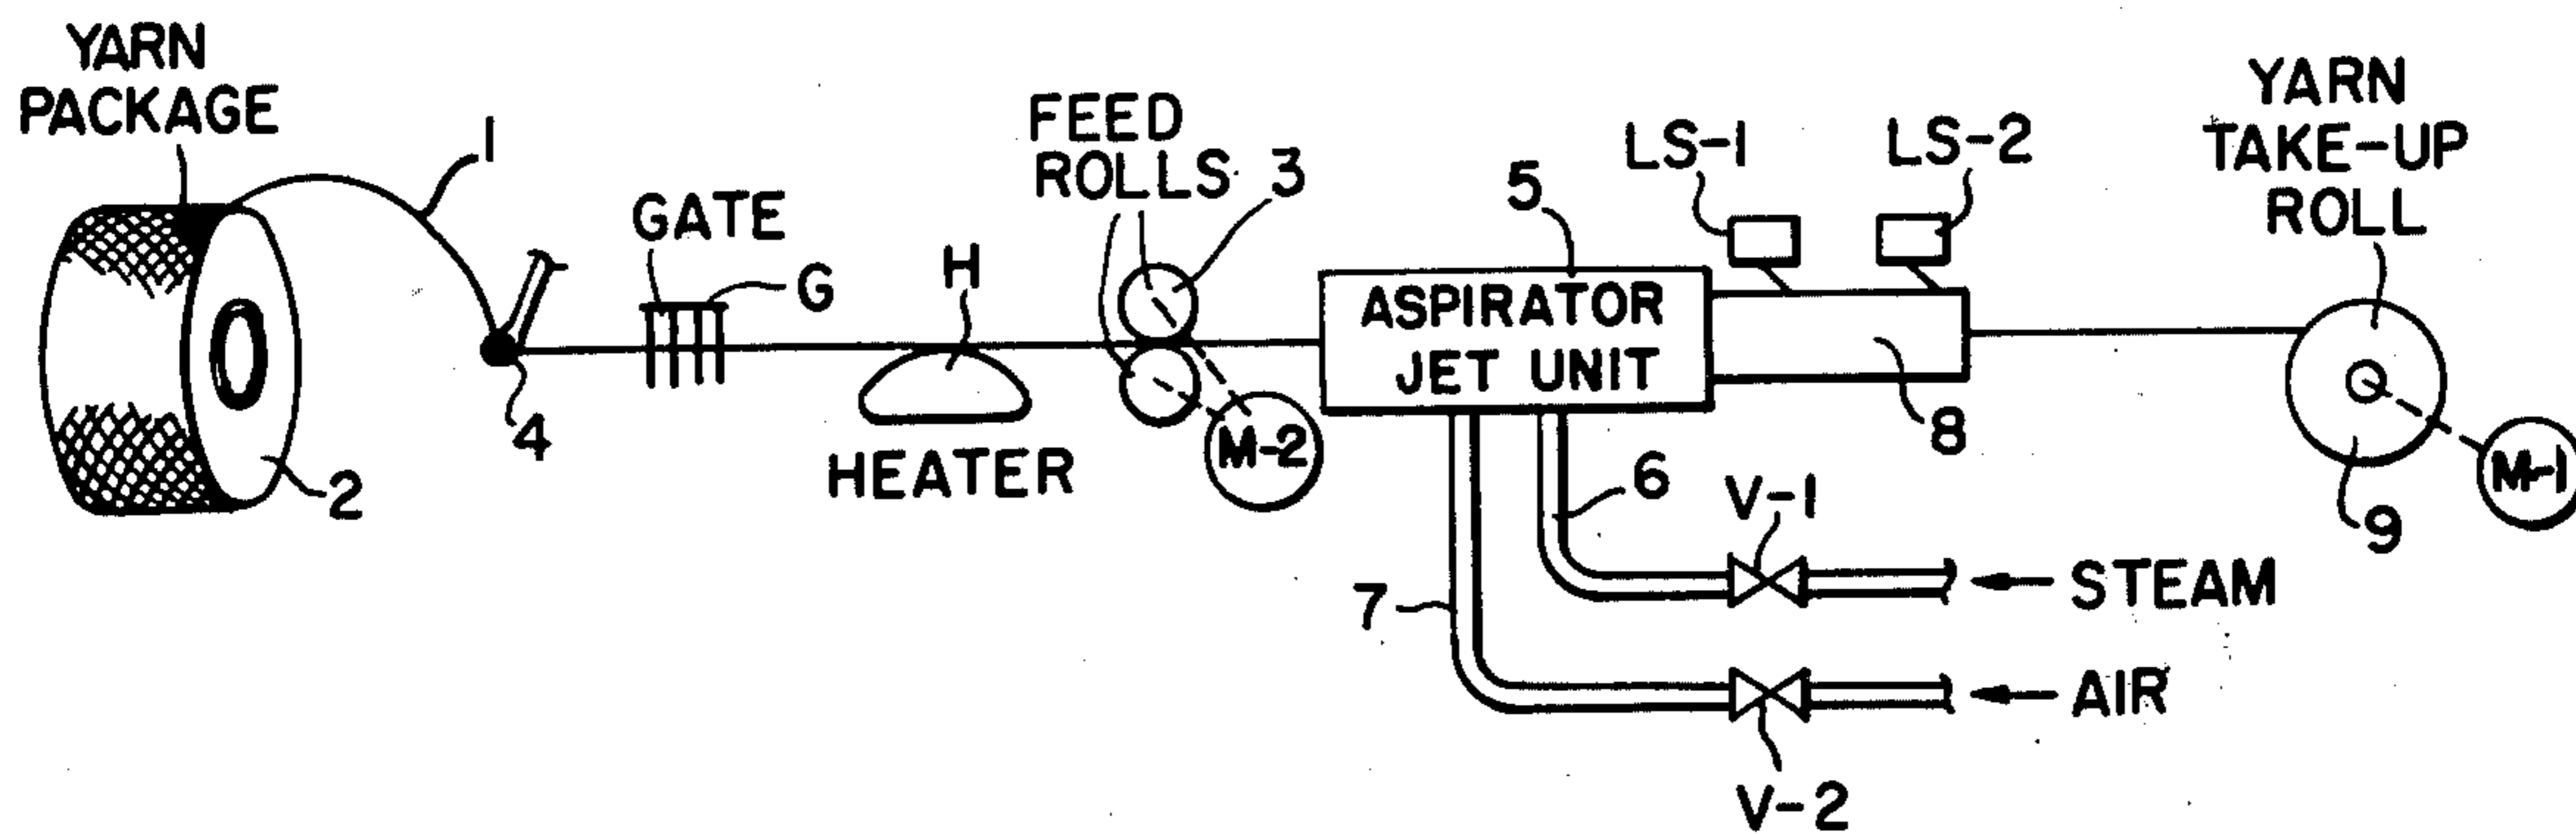 YARN
PACKAGE
1
2
4
GATE
G
H
HEATER
FEED
ROLLS
3
M-2
5
ASPIRATOR
JET UNIT
LS-1
LS-2
8
6
7
V-1
STEAM
AIR
V-2
YARN
TAKE-UP
ROLL
9
M-1